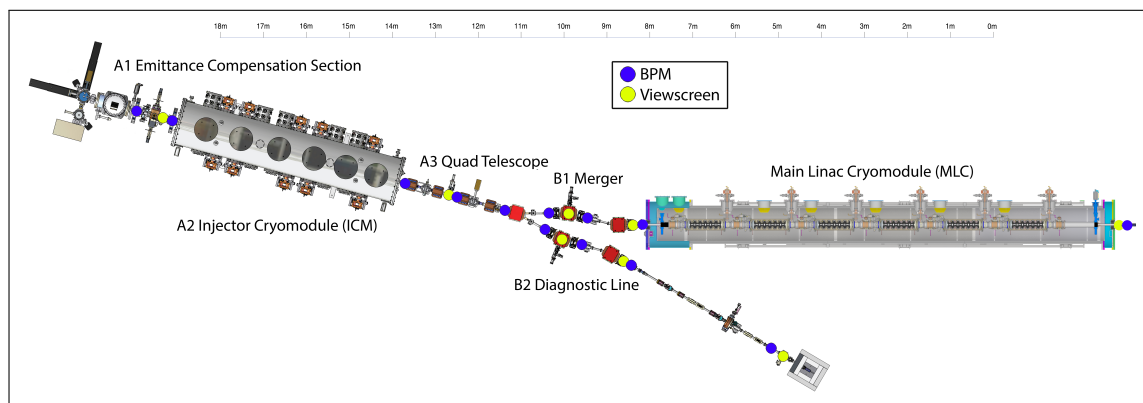 18m 17m 16m 15m 14m 13m 12m 11m 10m 9m 8m 7m 6m 5m 4m 3m 2m 1m 0m
A1 Emittance Compensation Section
BPM
Viewscreen
A3 Quad Telescope
B1 Merger
Main Linac Cryomodule (MLC)
A2 Injector Cryomodule (ICM)
B2 Diagnostic Line